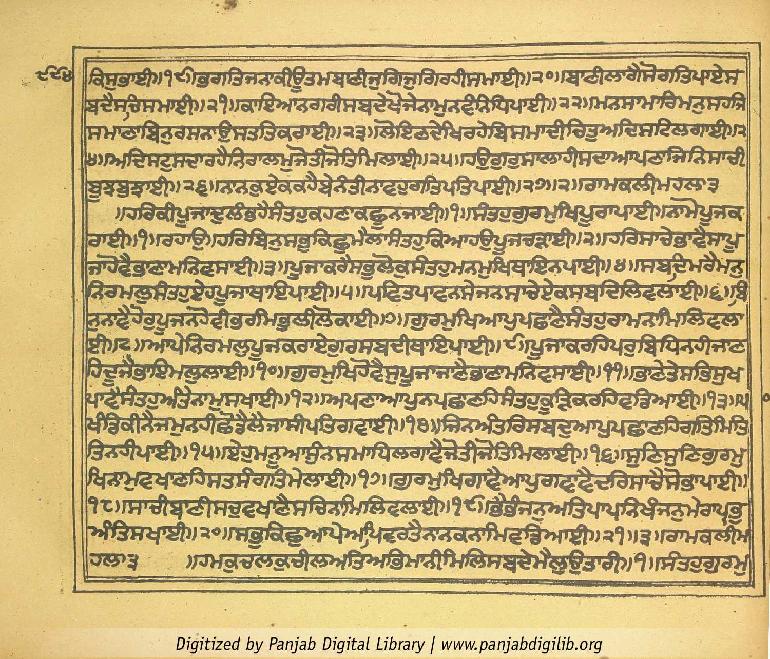 ੮੮੪
ਕਿਸੁਭਾਈ॥੧੯॥ਭਗਤਿਜਨਾਕੀਊਤਮਬਾਣੀਜੁਗਿਜੁਗਿਰਹੀਸਮਾਈ॥੨੦॥ਬਾਣੀਲਾਗੈਸੋਗਤਿਪਾਏਸ
ਬਦੇਸਚਿਸਮਾਈ॥੨੧॥ਕਾਇਆਨਗਰੀਸਬਦੇਖੋਜੇਨਾਮੁਨਵੰਨਿਧਿਪਾਈ॥੨੨॥ਮਨਸਾਮਾਰਿਮਨੁਸਹਜਿ
ਸਮਾਣਾਬਿਨੁਰਸਨਾਉਸਤਤਿਕਰਾਈ॥੨੩॥ਲੋਇਣਦੇਖਿਰਹੇਬਿਸਮਾਦੀਚਿਤੁਅਦਿਸਟਿਲਗਾਈ॥੨
੪॥ਅਦਿਸਟੁਸਦਾਰਹੈਨਿਰਾਲਮੁਜੋਤੀਜੋਤਿਮਿਲਾਈ॥੨੫॥ਹਉਗੁਰੁਸਾਲਾਹੀਸਦਾਆਪਣਾਜਿਨਿਸਾਚੀ
ਬੂਝਬੁਝਾਈ॥੨੬॥ਨਾਨਕੁਏਕਕਹੈਬੇਨੰਤੀਨਾਵਹੁਗਤਿਪਤਿਪਾਈ॥੨੭॥੨॥ਰਾਮਕਲੀਮਹਲਾ੩
॥ਹਰਿਕੀਪੂਜਾਦੁਲੰਭਹੈਸੰਤਹੁਕਹਣਾਕਛੂਨਜਾਈ॥੧॥ਸੰਤਹੁਗੁਰਮੁਖਿਪੂਰਾਪਾਈ॥ਨਾਮੋਪੂਜਕ
ਰਾਈ॥੧॥ਰਹਾਉ॥ਹਰਿਬਿਨੁਸਭੁਕਿਛੁਮੈਲਾਸੰਤਹੁਕਿਆਹਉਪੂਜਚੜਾਈ॥੨॥ਹਰਿਸਾਚੇਭਾਵੈਸਾਪੂ
ਜਾਹੋਵੈਭਾਣਾਮਨਿਵਸਾਈ॥੩॥ਪੂਜਾਕਰੈਸਭੁਲੋਕੁਸੰਤਹੁਮਨਮੁਖਿਥਾਇਨਪਾਈ॥੪॥ਸਬਦਿਮਰੈਮਨੁ
ਨਿਰਮਲੁਸੰਤਹੁਏਹਪੂਜਾਥਾਇਪਾਈ॥੫॥ਪਵਿਤਪਾਵਨਸੇਜਨਸਾਚੇਏਕਸਬਦਿਲਿਵਲਾਈ॥੬॥ਬਿ
ਨੁਨਾਵੈਹੋਰਪੂਜਨਹੋਵੀਭਰਮਿਭੁਲੀਲੋਕਾਈ॥੭॥ਗੁਰਮੁਖਿਆਪੁਪਛਾਣੈਸੰਤਹੁਰਾਮਨਾਮਿਲਿਵਲਾ
ਈ॥੮॥ਆਪੇਨਿਰਮਲੁਪੂਜਕਰਾਏਗੁਰਸਬਦੀਥਾਇਪਾਈ॥੯॥ਪੂਜਾਕਰਹਿਪਰੁਬਿਧਿਨਹੀਜਾਣ
ਹਿਦੂਜੈਭਾਇਮਲੁਲਾਈ॥੧੦॥ਗੁਰਮੁਖਿਹੋਵੈਸੁਪੂਜਾਜਾਣੈਭਾਣਾਮਨਿਵਸਾਈ॥੧੧॥ਭਾਣੇਤੇਸਭਿਸੁਖ
ਪਾਵੈਸੰਤਹੁਅੰਤੇਨਾਮੁਸਖਾਈ॥੧੨॥ਅਪਣਾਆਪੁਨਪਛਾਣਹਿਸੰਤਹੁਕੂੜਿਕਰਹਿਵਡਿਆਈ॥੧੩॥ਪਾ
ਖੰਡਿਕੀਨੈਜਮੁਨਹੀਛੋਡੈਲੈਜਾਸੀਪਤਿਗਵਾਈ॥੧੪॥ਜਿਨਅੰਤਰਿਸਬਦੁਆਪੁਪਛਾਣਹਿਗਤਿਮਿਤਿ
ਤਿਨਹੀਪਾਈ॥੧੫॥ਏਹੁਮਨੂਆਸੁੰਨਸਮਾਧਿਲਗਾਵੈਜੋਤੀਜੋਤਿਮਿਲਾਈ॥੧੬॥ਸੁਣਿਸੁਣਿਗੁਰਮੁ
ਖਿਨਾਮੁਵਖਾਣਹਿਸਤਸੰਗਤਿਮੇਲਾਈ॥੧੭॥ਗੁਰਮੁਖਿਗਾਵੈਆਪੁਗਵਾਵੈਦਰਿਸਾਚੈਸੋਭਾਪਾਈ॥
੧੮॥ਸਾਚੀਬਾਣੀਸਚੁਵਖਾਣੈਸਚਿਨਾਮਿਲਿਵਲਾਈ॥੧੯॥ਭੈਭੰਜਨੁਅਤਿਪਾਪਨਿਖੰਜਨੁਮੇਰਾਪ੍ਰਭੁ
ਅੰਤਿਸਖਾਈ॥੨੦॥ਸਭੁਕਿਛੁਆਪੇਆਪਿਵਰਤੈਨਾਨਕਨਾਮਿਵਡਿਆਈ॥੨੧॥੩॥ਰਾਮਕਲੀਮ
ਹਲਾ੩ ॥ਹਮਕੁਚਲਕੁਚੀਲਅਤਿਅਭਿਮਾਨੀਮਿਲਿਸਬਦੇਮੈਲੁਉਤਾਰੀ॥੧॥ਸੰਤਹੁਗੁਰਮੁ
Digitized by Panjab Digital Library | www.panjabdigilib.org